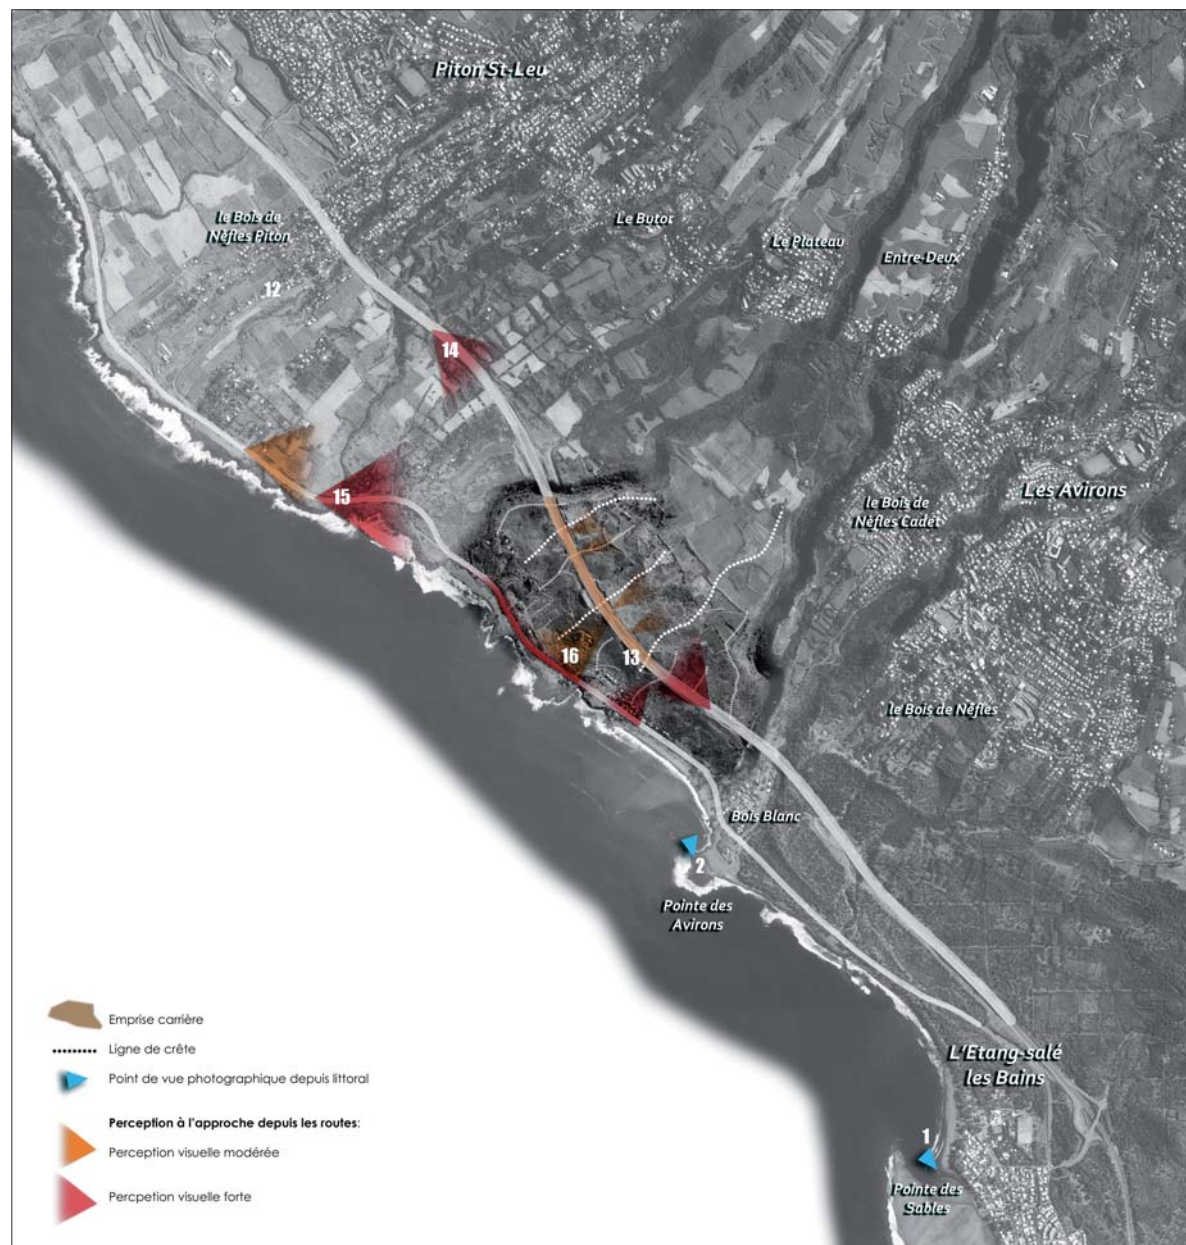 Piton St-Leu
le Bois de
Nèfles Piton
Le Butor
Le Plateau
Entre-Deux
12
14
15
Les Avirons
le Bois de
Nèfles Cadet
16
13
le Bois de Nèfles
Bois Blanc
2
Pointe des
Avirons
L'Etang-salé
les Bains
1
Pointe des
Sables
Emprise carrière
Ligne de crête
Point de vue photographique depuis littoral
Perception à l'approche depuis les routes:
Perception visuelle modérée
Percpetion visuelle forte